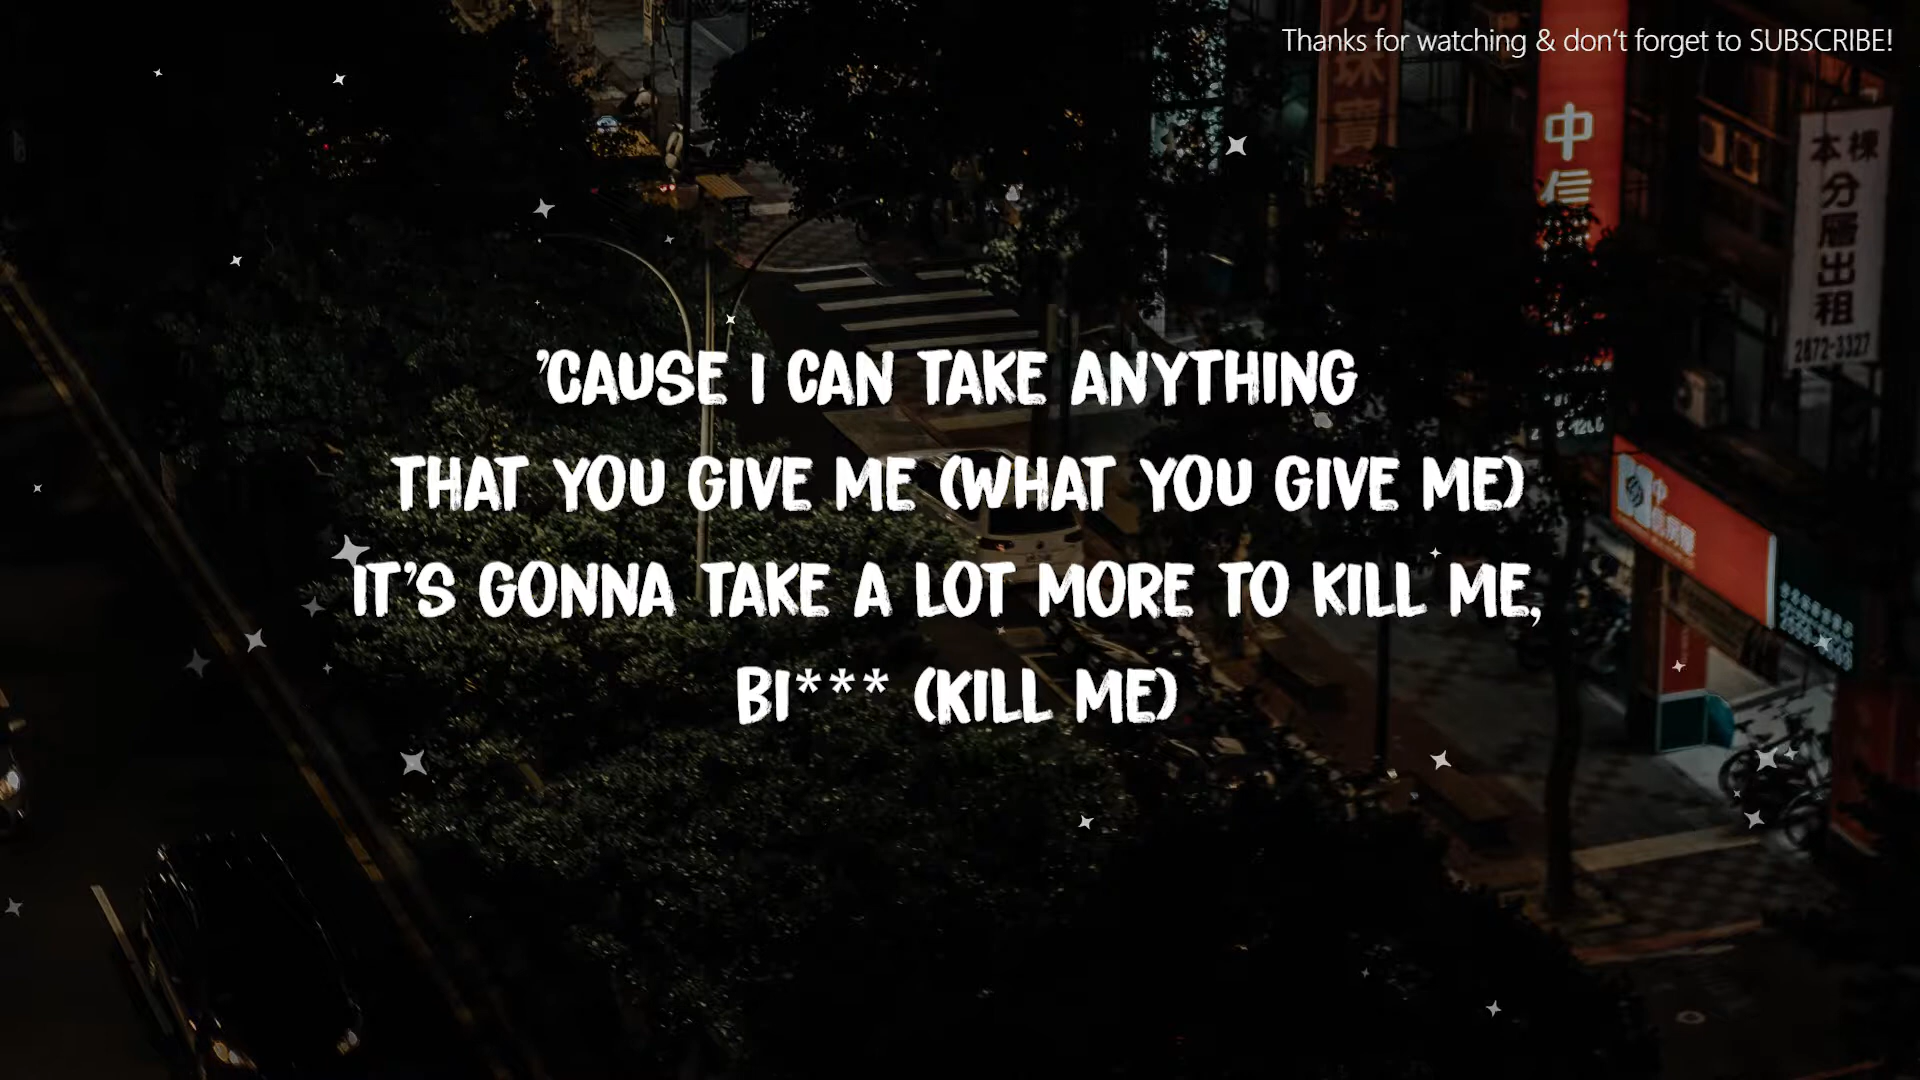 Thanks for watching & don't forget to SUBSCRIBE!
中信
本棟
分層出租
2872-3327
'CAUSE I CAN TAKE ANYTHING
THAT YOU GIVE ME (WHAT YOU GIVE ME)
IT'S GONNA TAKE A LOT MORE TO KILL ME,
BI*** (KILL ME)